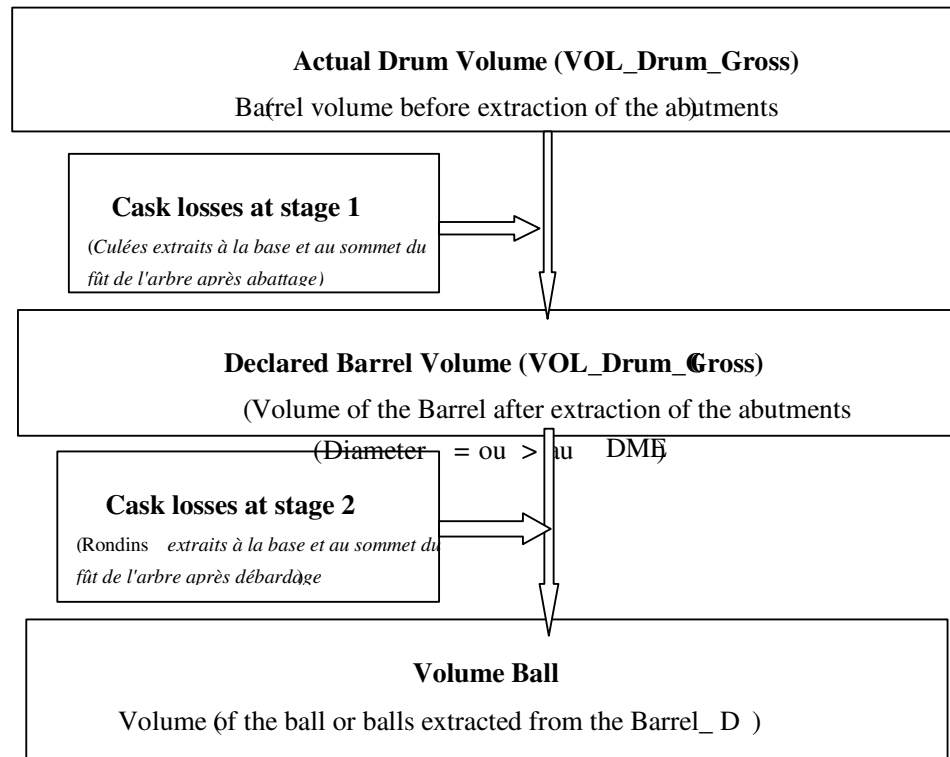 Actual Drum Volume (VOL_Drum_Gross)
(Barrel volume before extraction of the abutments)
Cask losses at stage 1
(Culées extraits à la base et au sommet du
fût de l'arbre après abattage)
Declared Barrel Volume (VOL_Drum_Gross)
(Volume of the Barrel after extraction of the abutments
(Diameter = ou > au DME)
Cask losses at stage 2
(Rondins extraits à la base et au sommet du
fût de l'arbre après débardage)
Volume Ball
Volume (of the ball or balls extracted from the Barrel_ D )